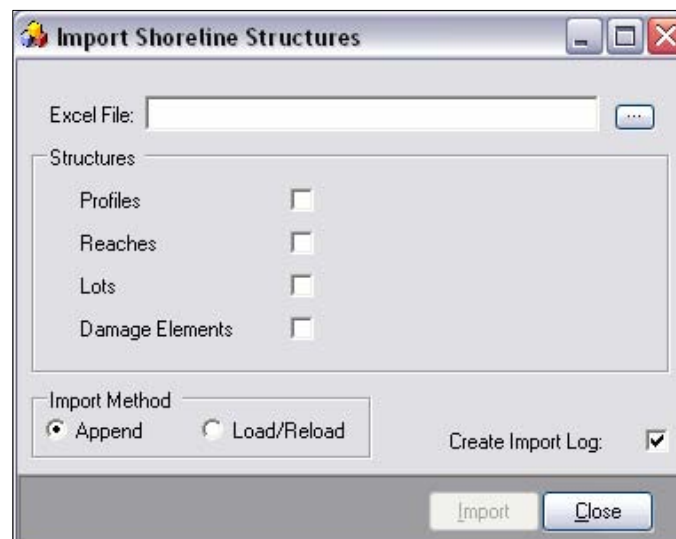 Import Shoreline Structures
Excel File: ...
Structures
Profiles
Reaches
Lots
Damage Elements
Import Method
Append Load/Reload
Create Import Log:
Import Close